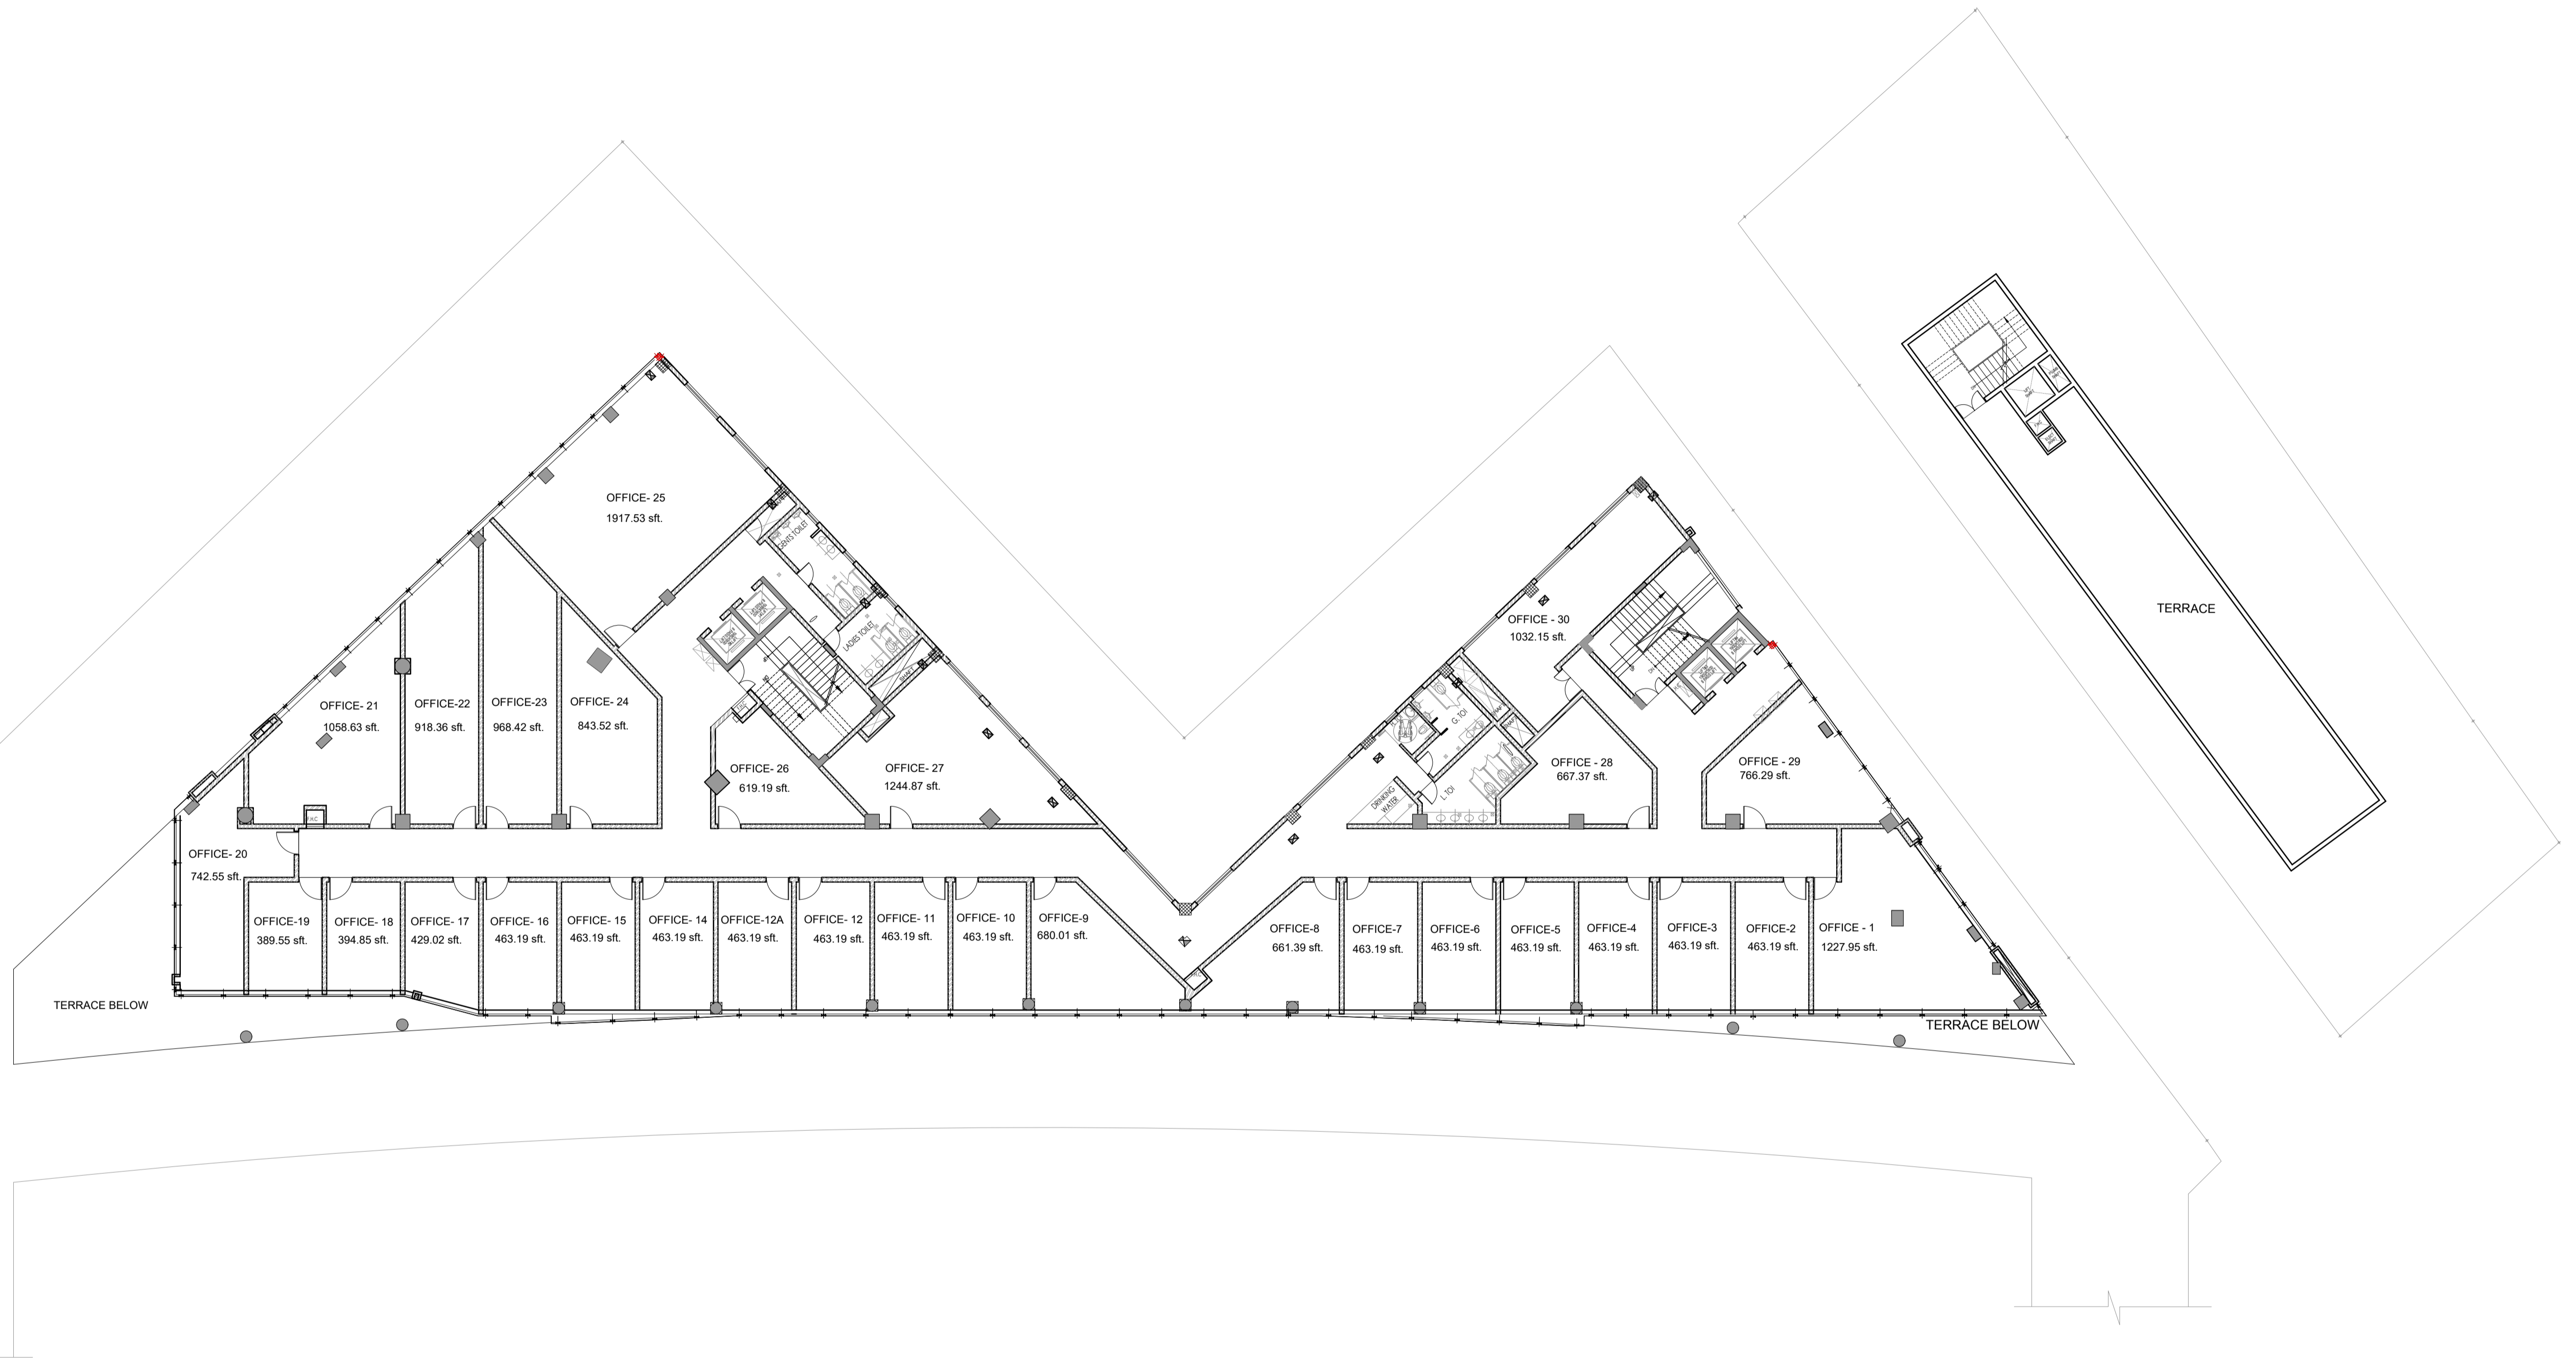 OFFICE- 25
1917.53 sft.
GENTS TOILET
LADIES TOILET
OFFICE - 30
1032.15 sft.
TERRACE
OFFICE- 21
1058.63 sft.
OFFICE-22
918.36 sft.
OFFICE-23
968.42 sft.
OFFICE- 24
843.52 sft.
OFFICE- 26
619.19 sft.
OFFICE- 27
1244.87 sft.
G. TOI
L. TOI
DRINKING
WATER
OFFICE - 28
667.37 sft.
OFFICE - 29
766.29 sft.
OFFICE- 20
742.55 sft.
OFFICE-19
389.55 sft.
OFFICE- 18
394.85 sft.
OFFICE- 17
429.02 sft.
OFFICE- 16
463.19 sft.
OFFICE- 15
463.19 sft.
OFFICE- 14
463.19 sft.
OFFICE-12A
463.19 sft.
OFFICE- 12
463.19 sft.
OFFICE- 11
463.19 sft.
OFFICE- 10
463.19 sft.
OFFICE-9
680.01 sft.
OFFICE-8
661.39 sft.
OFFICE-7
463.19 sft.
OFFICE-6
463.19 sft.
OFFICE-5
463.19 sft.
OFFICE-4
463.19 sft.
OFFICE-3
463.19 sft.
OFFICE-2
463.19 sft.
OFFICE - 1
1227.95 sft.
TERRACE BELOW
TERRACE BELOW